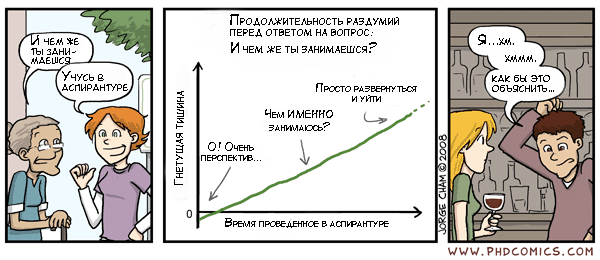 И чем же
ты зани-
маешся
Учусь в
аспирантуре
Продолжительность раздумий
перед ответом на вопрос:
И чем же ты занимаешся?
Гнетущая тишина
О! Очень
перспектив...
Чем ИМЕННО
занимаюсь?
Просто развернуться
и уйти
0
Время проведенное в аспирантуре
Я...хм.
хммм.
как бы это
объяснить...
JORGE CHAM © 2008
WWW.PHDCOMICS.COM